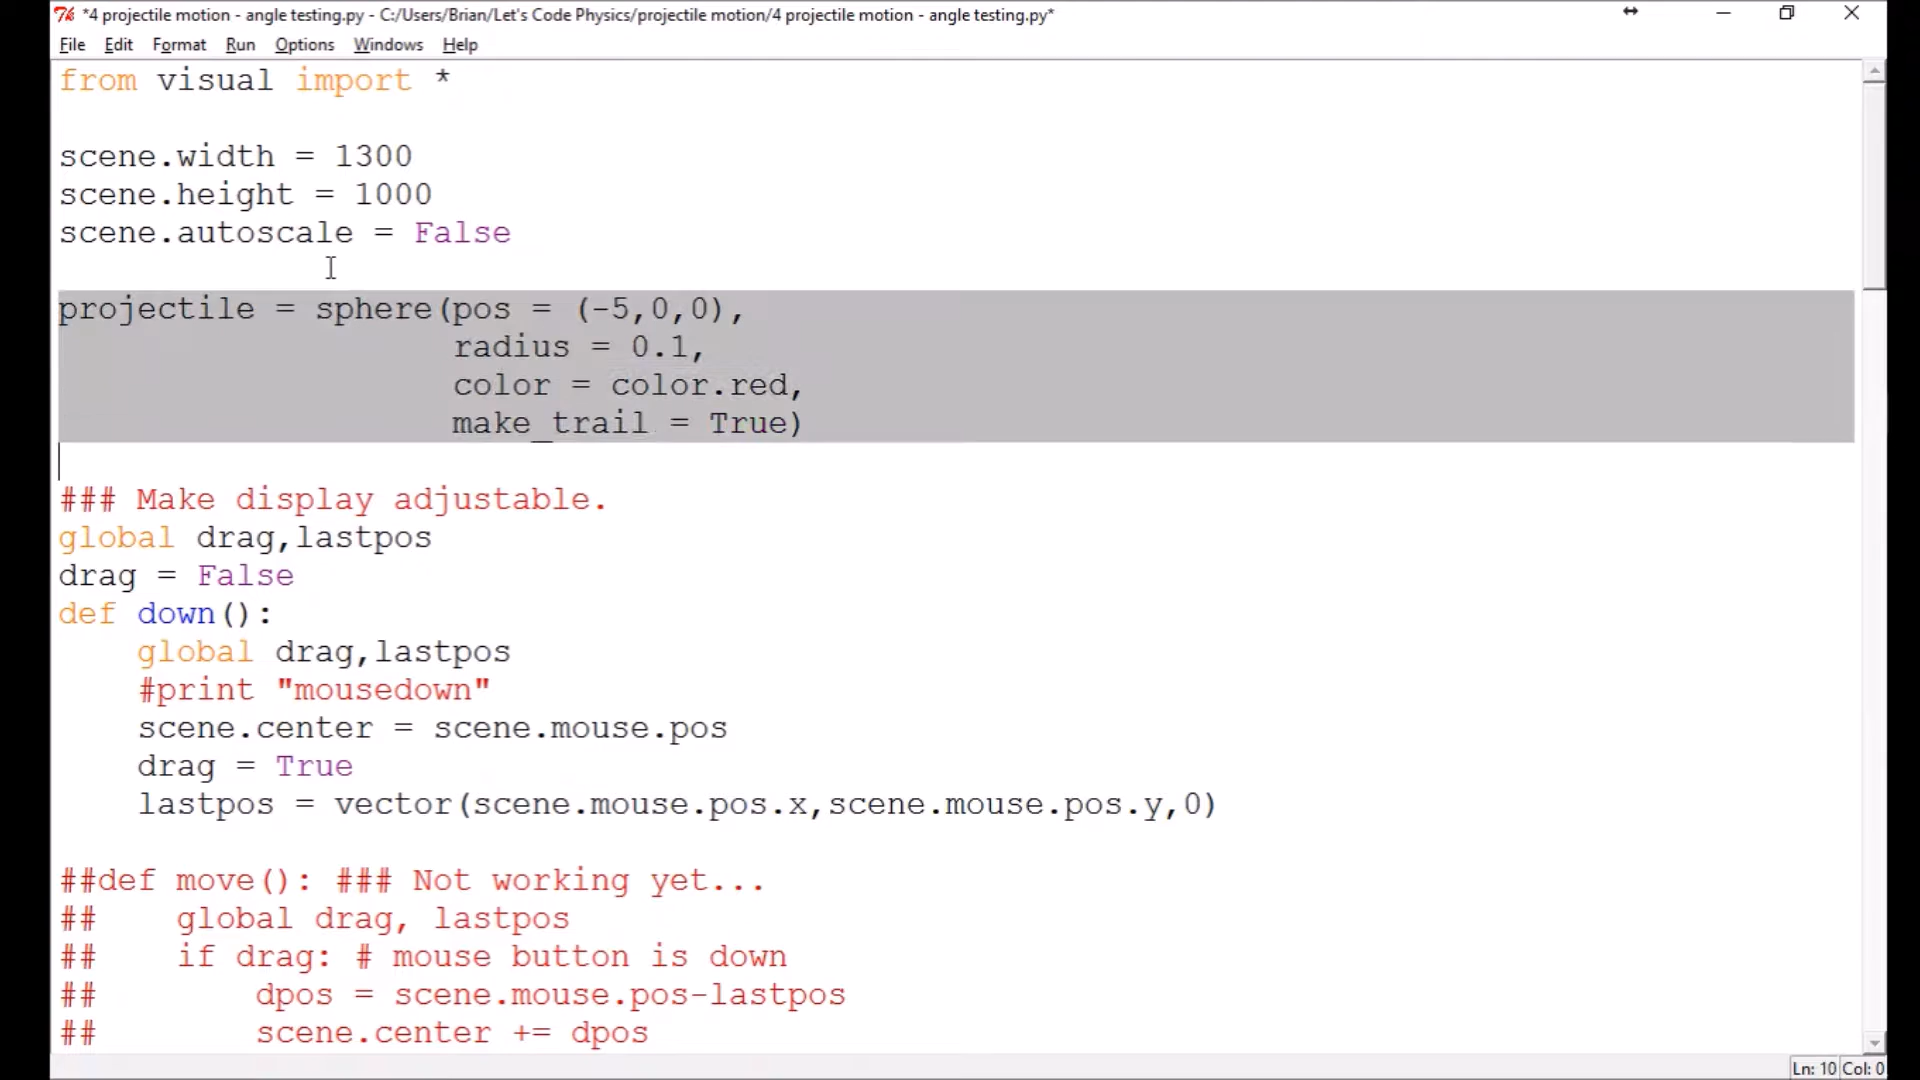 *4 projectile motion - angle testing.py - C:/Users/Brian/Let's Code Physics/projectile motion/4 projectile motion - angle testing.py*
File Edit Format Run Options Windows Help
from visual import *
scene.width = 1300
scene.height = 1000
scene.autoscale = False
projectile = sphere(pos = (-5,0,0),
radius = 0.1,
color = color.red,
make_trail = True)
### Make display adjustable.
global drag,lastpos
drag = False
def down():
global drag,lastpos
#print "mousedown"
scene.center = scene.mouse.pos
drag = True
lastpos = vector(scene.mouse.pos.x,scene.mouse.pos.y,0)
##def move(): ### Not working yet...
##    global drag, lastpos
##    if drag: # mouse button is down
##        dpos = scene.mouse.pos-lastpos
##        scene.center += dpos
Ln: 10 Col: 0